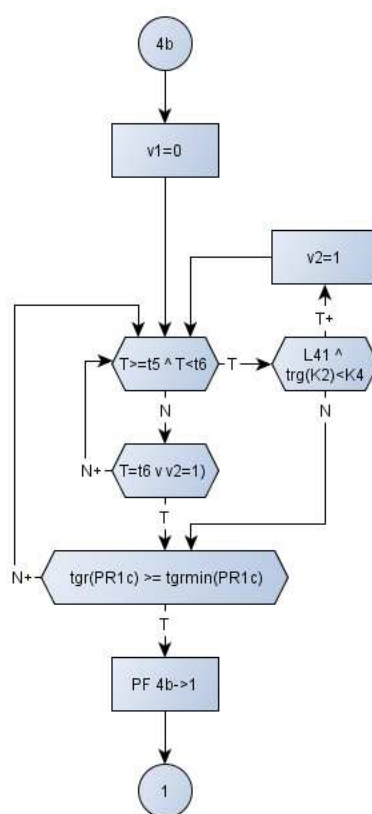 4b
v1=0
v2=1
T+
T>=t5 ^ T<t6
T
L41 ^
trg(K2)<K4
N
N
N+
T=t6 v v2=1)
T
N+
tgr(PR1c) >= tgrmin(PR1c)
T
PF 4b->1
1